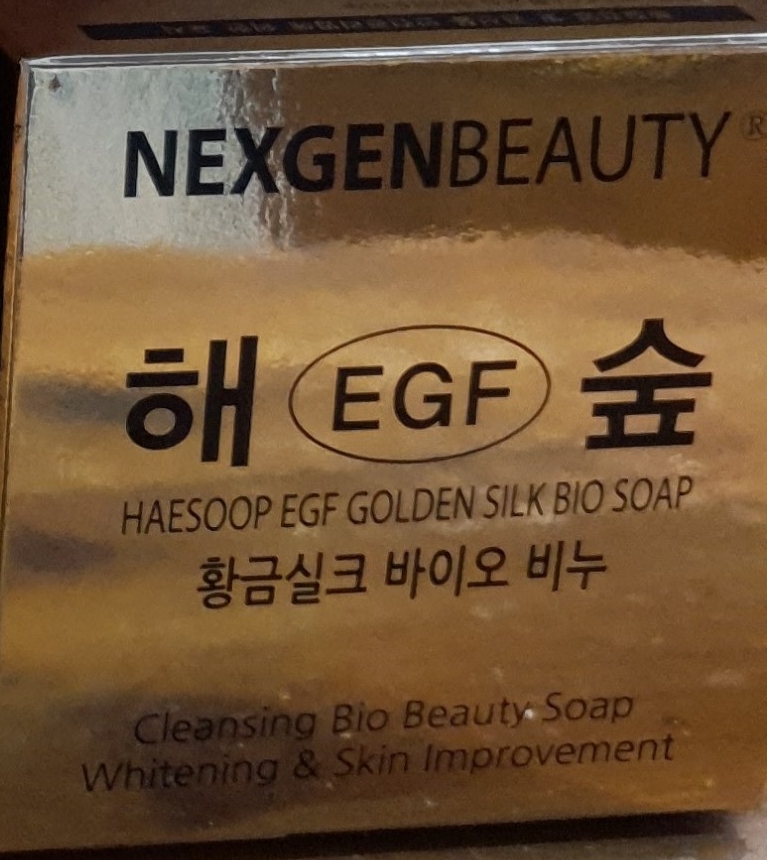 NEXGENBEAUTY®
해 EGF 숲
HAESOOP EGF GOLDEN SILK BIO SOAP
황금실크 바이오 비누
Cleansing Bio Beauty Soap
Whitening & Skin Improvement